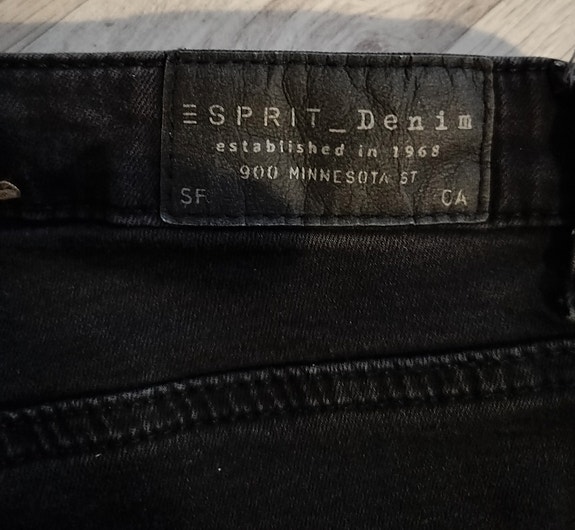 ESPRIT_Denim
established in 1968
900 MINNESOTA ST
SF CA